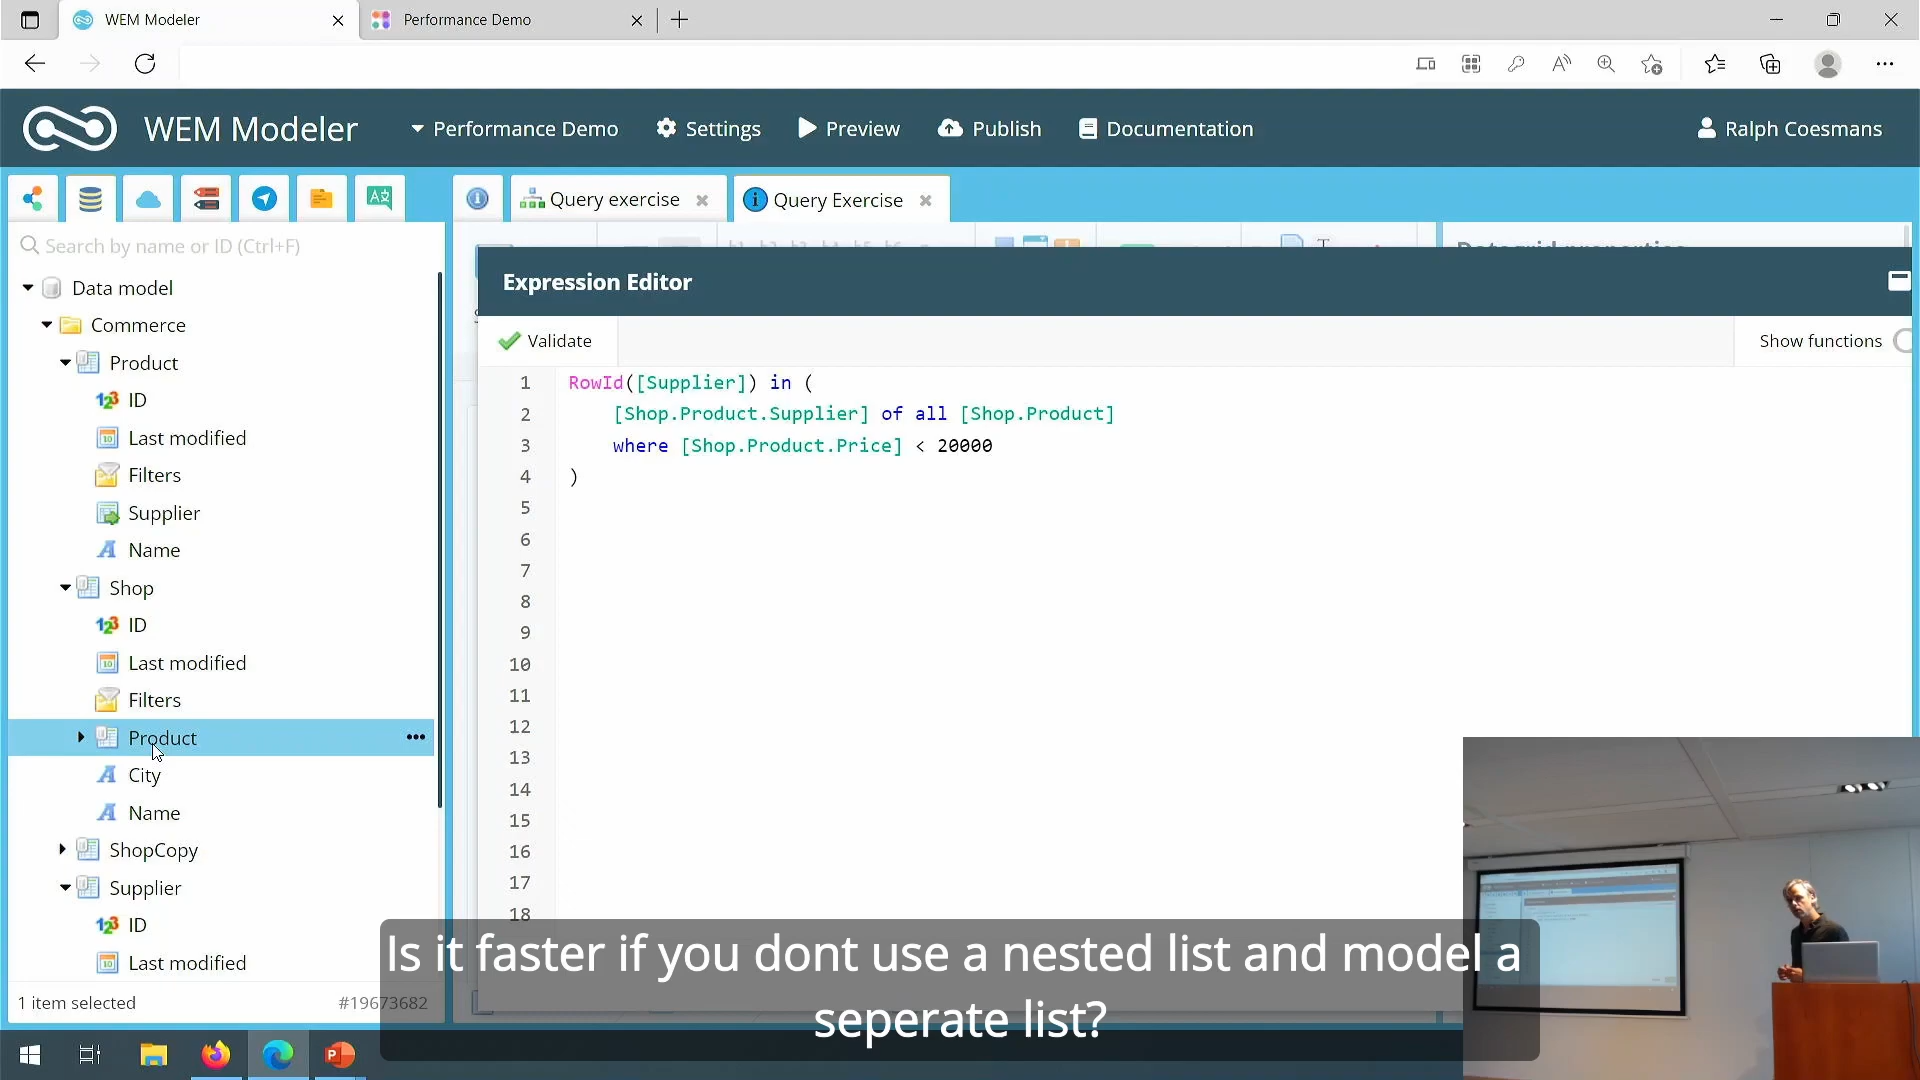 WEM Modeler
Performance Demo
WEM Modeler
Performance Demo
Settings
Preview
Publish
Documentation
Ralph Coesmans
Query exercise
Query Exercise
Search by name or ID (Ctrl+F)
Expression Editor
Validate
Show functions
Data model
Commerce
Product
ID
Last modified
Filters
Supplier
Name
Shop
ID
Last modified
Filters
Product
City
Name
ShopCopy
Supplier
ID
Last modified
1 item selected
#19673682
1 RowId([Supplier]) in (
2 [Shop.Product.Supplier] of all [Shop.Product]
3 where [Shop.Product.Price] < 20000
4 )
5
6
7
8
9
10
11
12
13
14
15
16
17
18
Is it faster if you dont use a nested list and model a
seperate list?